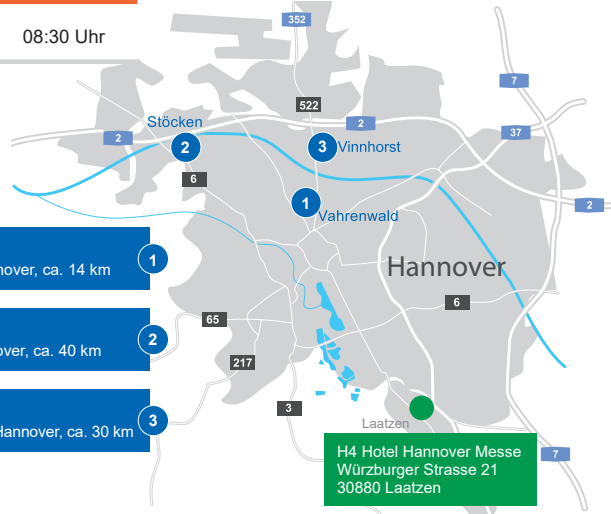 08:30 Uhr
352
7
522
2
37
Stöcken
2
2
3
Vinnhorst
6
1
Vahrenwald
2
Hannover
1
ca. 14 km
6
65
2
ca. 40 km
217
3
3
Hannover, ca. 30 km
Laatzen
7
H4 Hotel Hannover Messe
Würzburger Strasse 21
30880 Laatzen